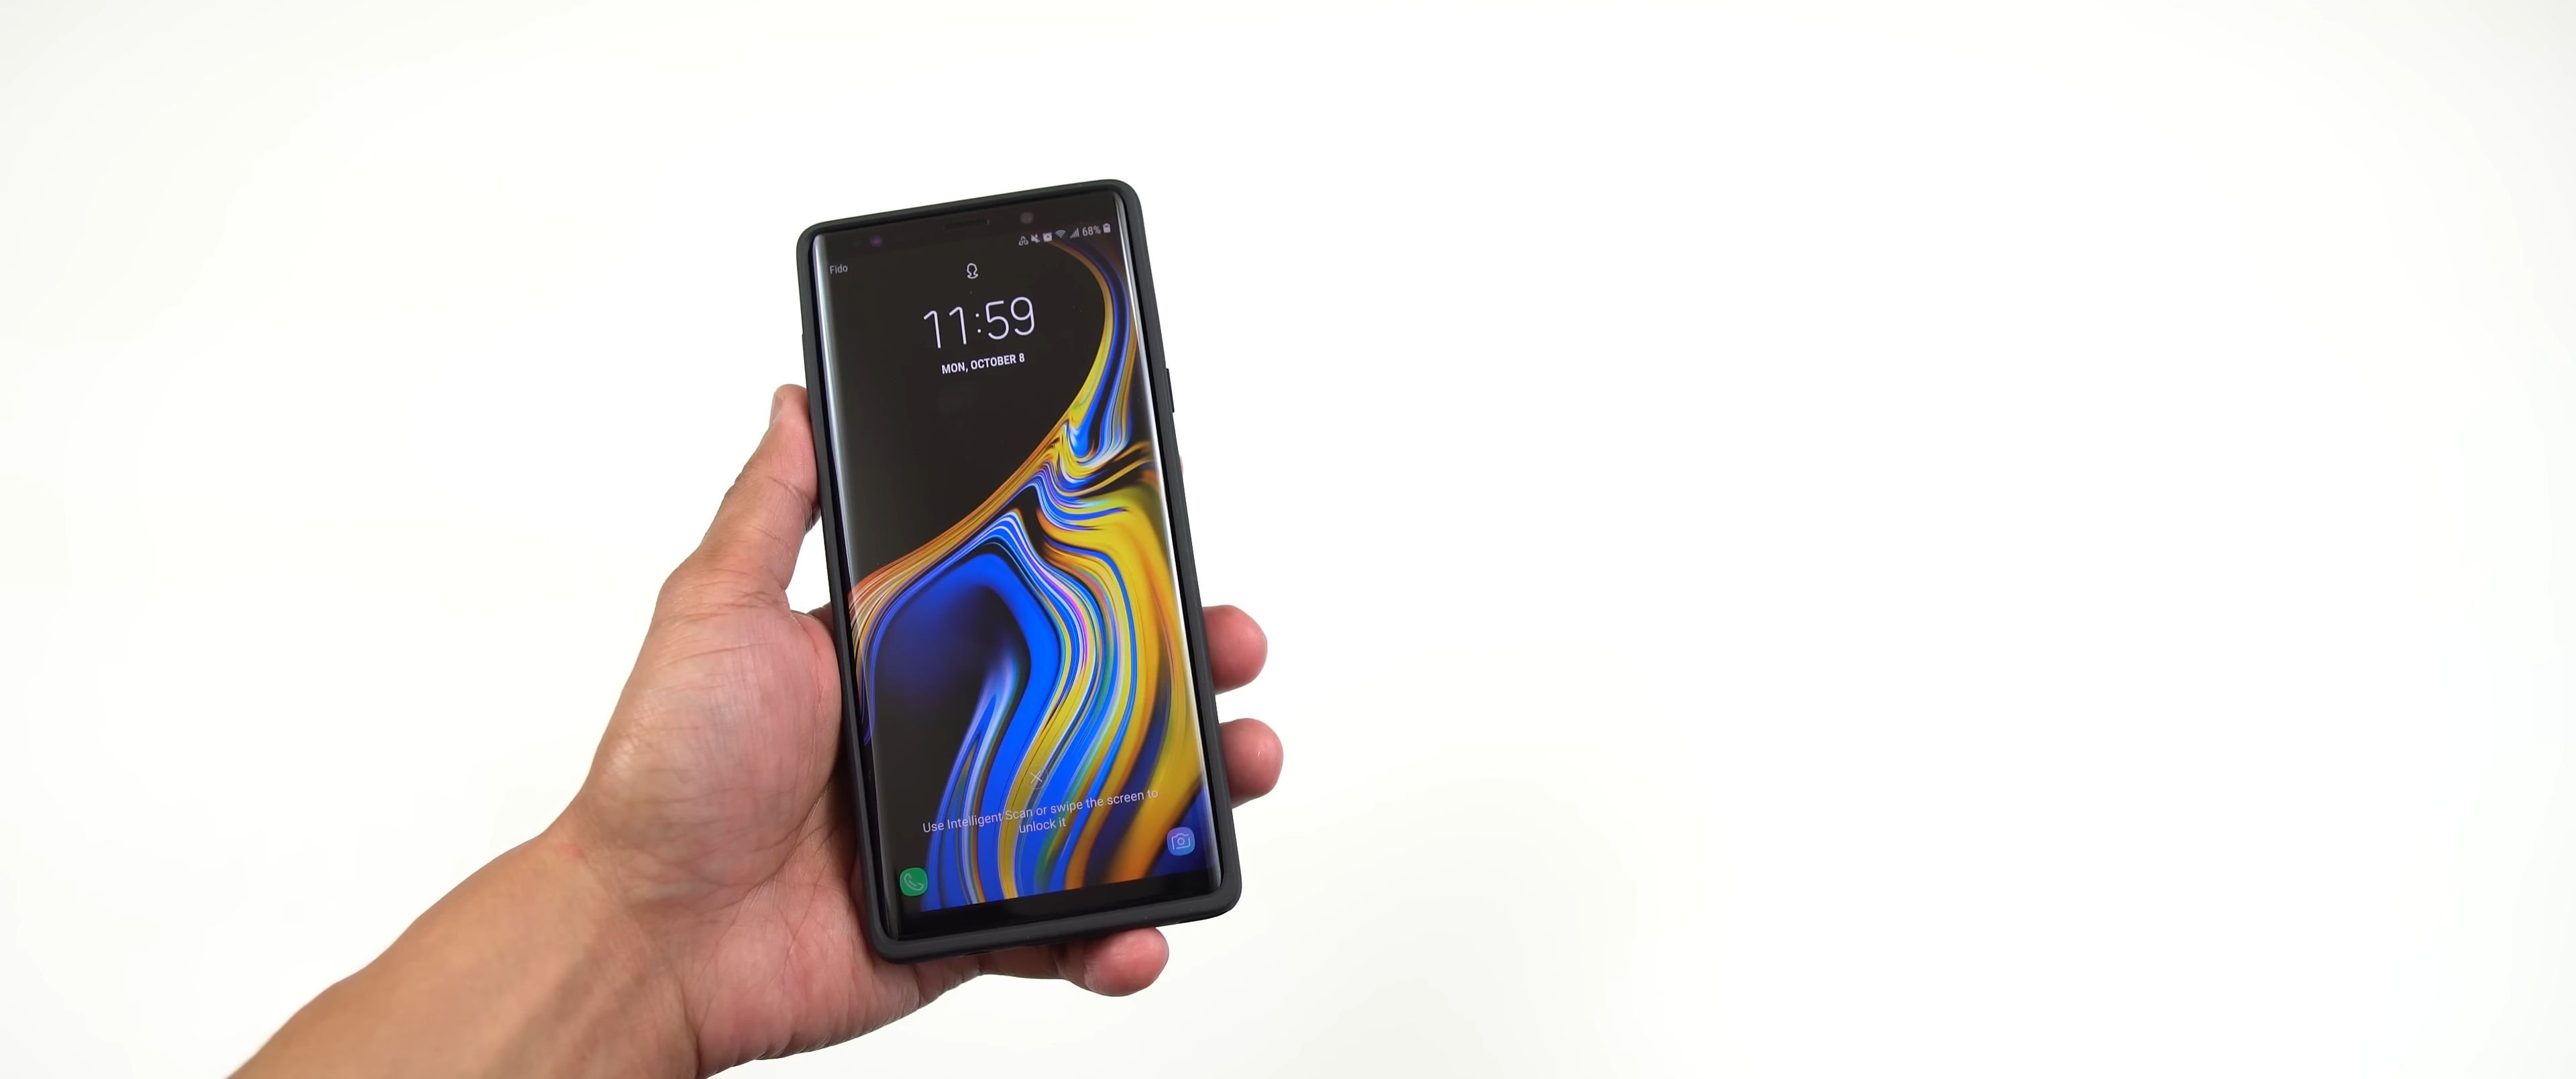 68%
Fido
11:59
MON, OCTOBER 8
Use Intelligent Scan or swipe the screen to
unlock it